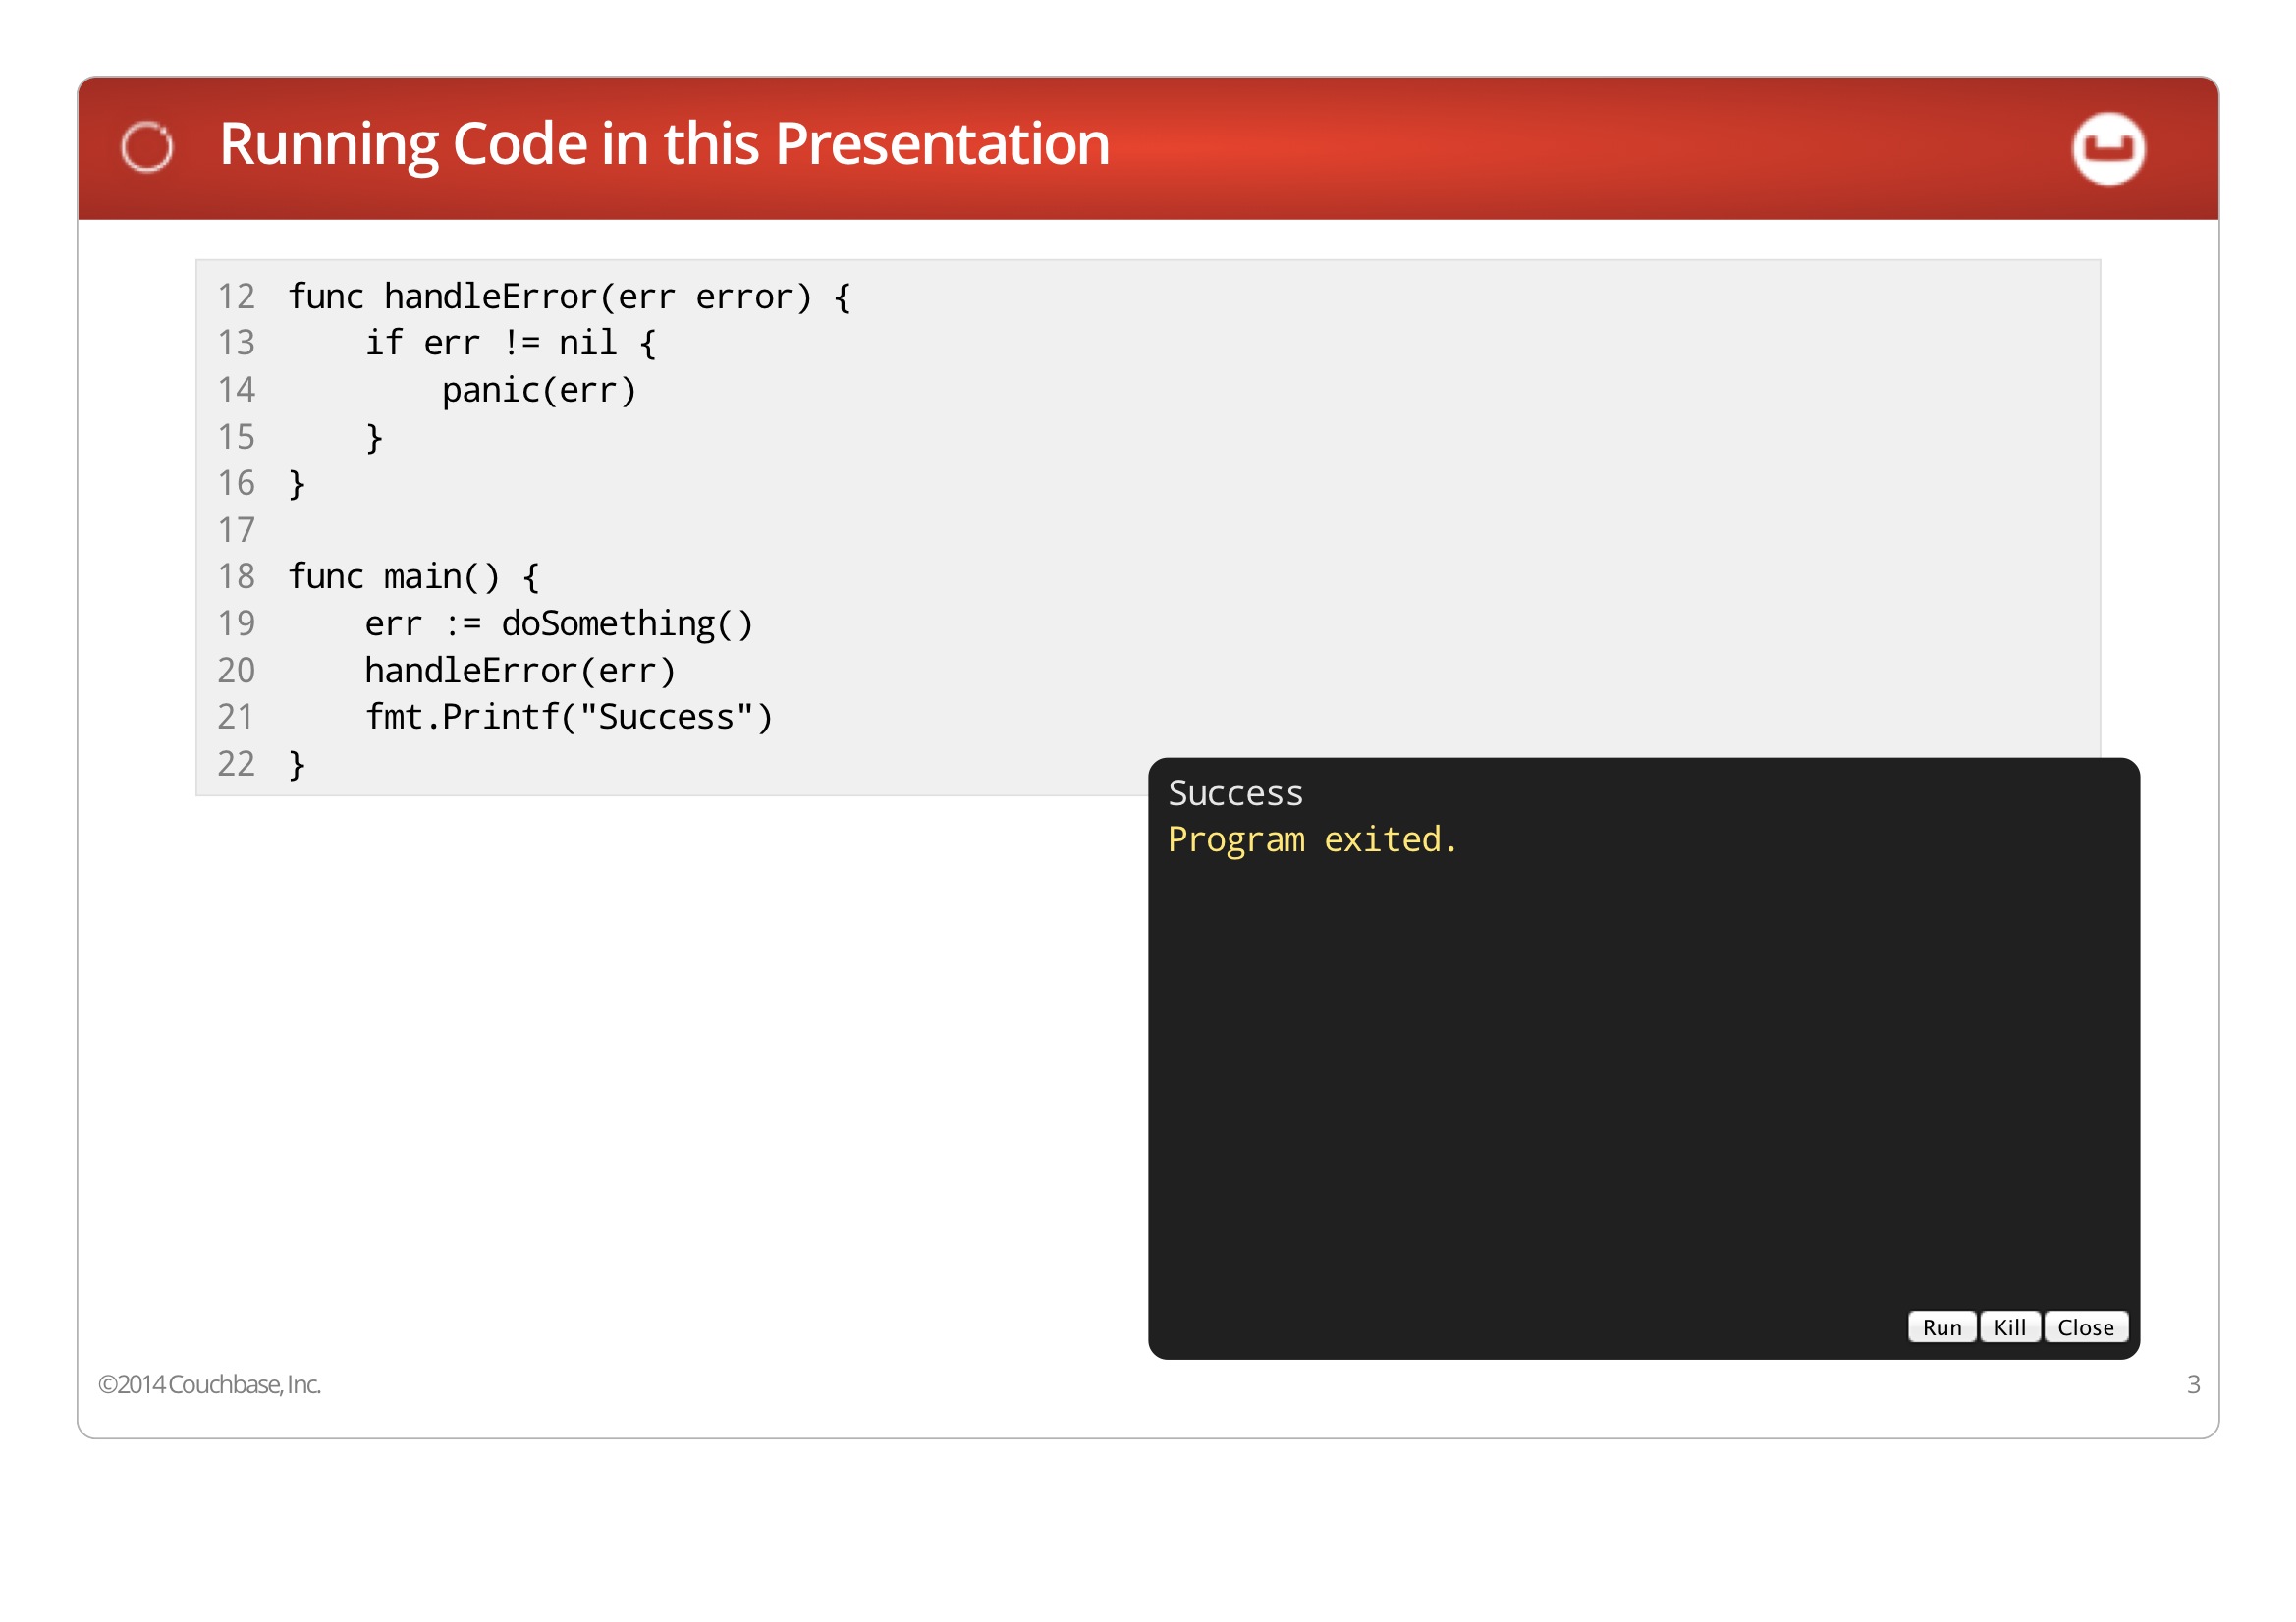 Running Code in this Presentation
12 func handleError(err error) {
13     if err != nil {
14         panic(err)
15     }
16 }
17
18 func main() {
19     err := doSomething()
20     handleError(err)
21     fmt.Printf("Success")
22 }
Success
Program exited.
Run Kill Close
©2014 Couchbase, Inc.
3